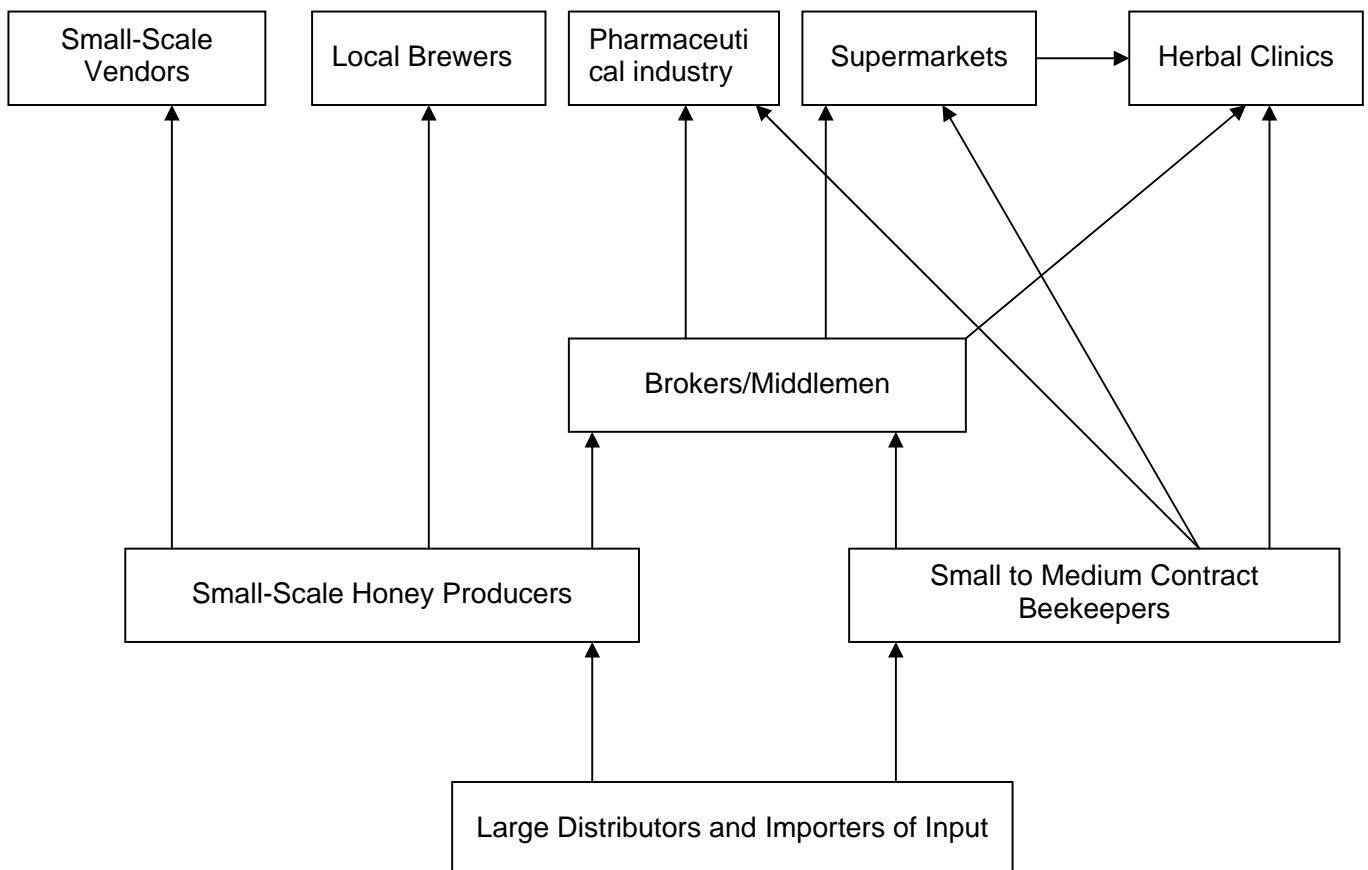 Small-Scale
Vendors
Local Brewers
Pharmaceuti
cal industry
Supermarkets
Herbal Clinics
Brokers/Middlemen
Small-Scale Honey Producers
Small to Medium Contract
Beekeepers
Large Distributors and Importers of Input